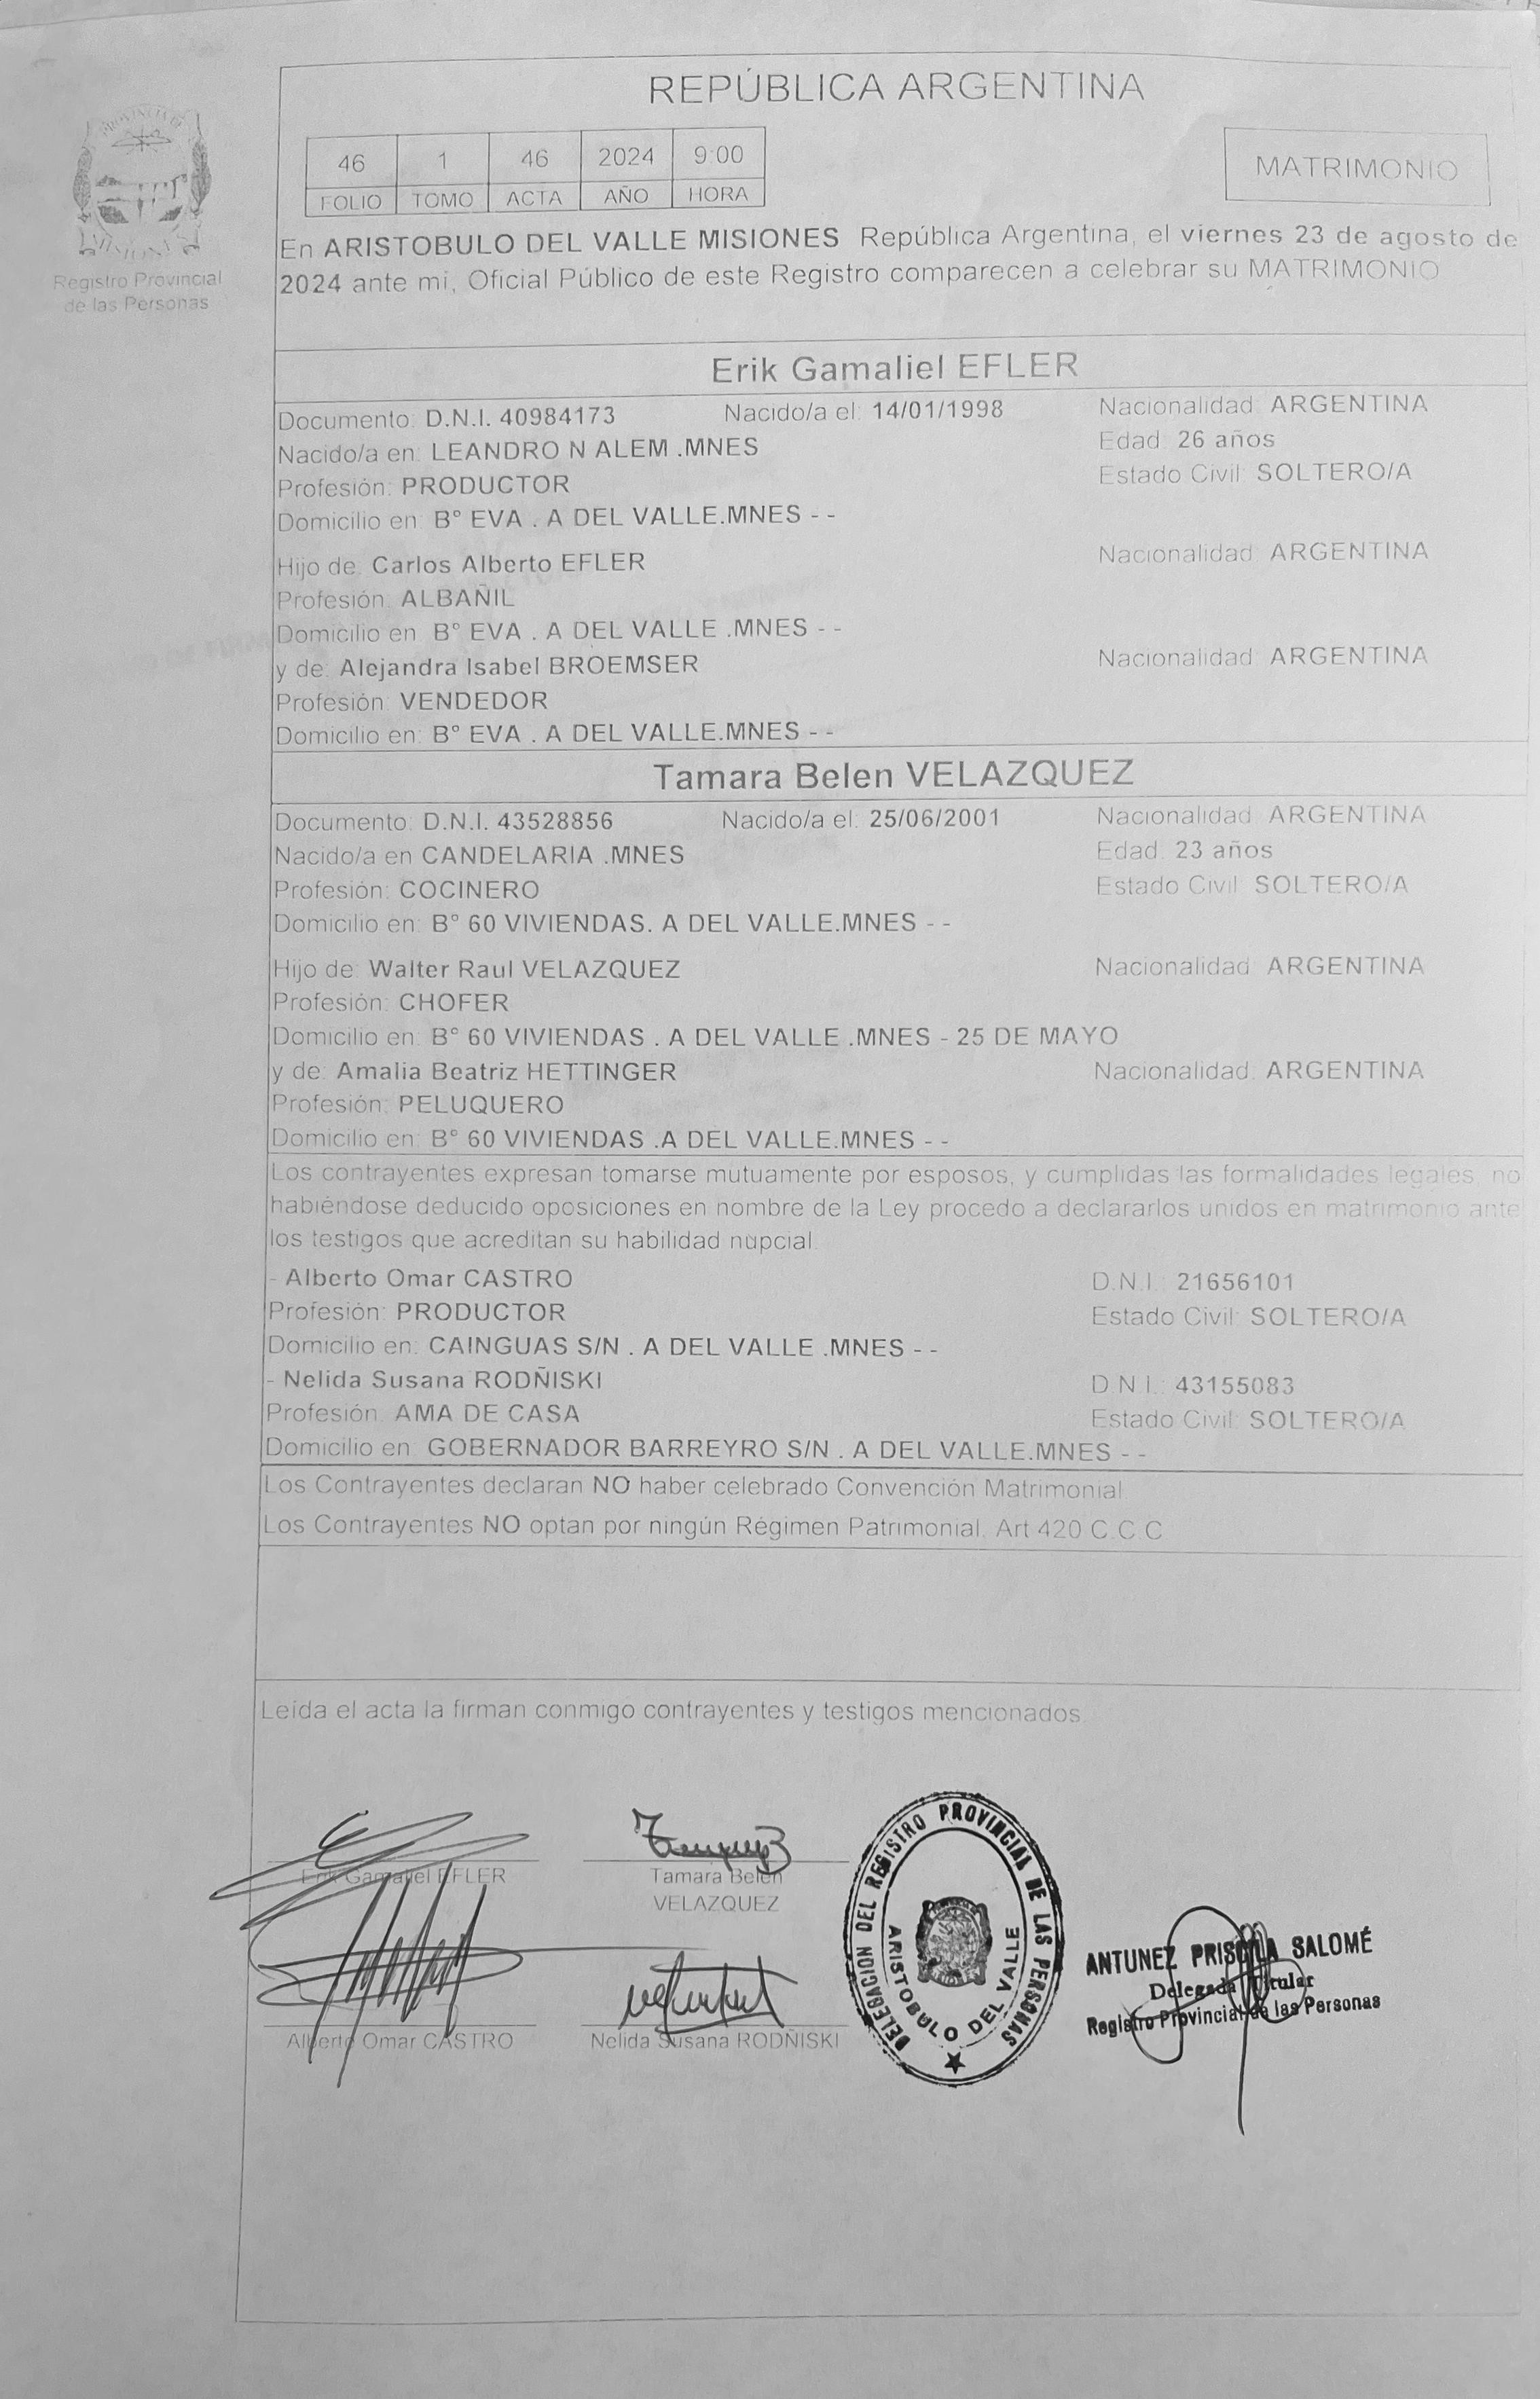 REPÚBLICA ARGENTINA
46 1 46 2024 9:00
FOLIO TOMO ACTA AÑO HORA
MATRIMONIO
PROVINCIA DE
MISIONES
Registro Provincial
de las Personas
En ARISTOBULO DEL VALLE MISIONES República Argentina, el viernes 23 de agosto de
2024 ante mi, Oficial Público de este Registro comparecen a celebrar su MATRIMONIO
Erik Gamaliel EFLER
Documento: D.N.I. 40984173 Nacido/a el: 14/01/1998 Nacionalidad: ARGENTINA
Nacido/a en: LEANDRO N ALEM .MNES Edad: 26 años
Profesión: PRODUCTOR Estado Civil: SOLTERO/A
Domicilio en: B° EVA . A DEL VALLE.MNES - -
Hijo de: Carlos Alberto EFLER Nacionalidad: ARGENTINA
Profesión: ALBAÑIL
Domicilio en: B° EVA . A DEL VALLE .MNES - -
y de: Alejandra Isabel BROEMSER Nacionalidad: ARGENTINA
Profesión: VENDEDOR
Domicilio en: B° EVA . A DEL VALLE.MNES - -
Tamara Belen VELAZQUEZ
Documento: D.N.I. 43528856 Nacido/a el: 25/06/2001 Nacionalidad: ARGENTINA
Nacido/a en CANDELARIA .MNES Edad: 23 años
Profesión: COCINERO Estado Civil: SOLTERO/A
Domicilio en: B° 60 VIVIENDAS. A DEL VALLE.MNES - -
Hijo de: Walter Raul VELAZQUEZ Nacionalidad: ARGENTINA
Profesión: CHOFER
Domicilio en: B° 60 VIVIENDAS . A DEL VALLE .MNES - 25 DE MAYO
y de: Amalia Beatriz HETTINGER Nacionalidad: ARGENTINA
Profesión: PELUQUERO
Domicilio en: B° 60 VIVIENDAS .A DEL VALLE.MNES - -
Los contrayentes expresan tomarse mutuamente por esposos, y cumplidas las formalidades legales, no
habiéndose deducido oposiciones en nombre de la Ley procedo a declararlos unidos en matrimonio ante
los testigos que acreditan su habilidad nupcial.
- Alberto Omar CASTRO D.N.I.: 21656101
Profesión: PRODUCTOR Estado Civil: SOLTERO/A
Domicilio en: CAINGUAS S/N . A DEL VALLE .MNES - -
- Nelida Susana RODÑISKI D.N.I.: 43155083
Profesión: AMA DE CASA Estado Civil: SOLTERO/A
Domicilio en: GOBERNADOR BARREYRO S/N . A DEL VALLE.MNES - -
Los Contrayentes declaran NO haber celebrado Convención Matrimonial
Los Contrayentes NO optan por ningún Régimen Patrimonial. Art 420 C.C.C
Leída el acta la firman conmigo contrayentes y testigos mencionados.
Erik Gamaliel EFLER
Tamara Belen
VELAZQUEZ
Alberto Omar CASTRO
Nelida Susana RODÑISKI
DELEGACION DEL REGISTRO PROVINCIAL DE LAS PERSONAS
ARISTOBULO DEL VALLE
ANTUNEZ PRISCILA SALOMÉ
Delegada Titular
Registro Provincial de las Personas